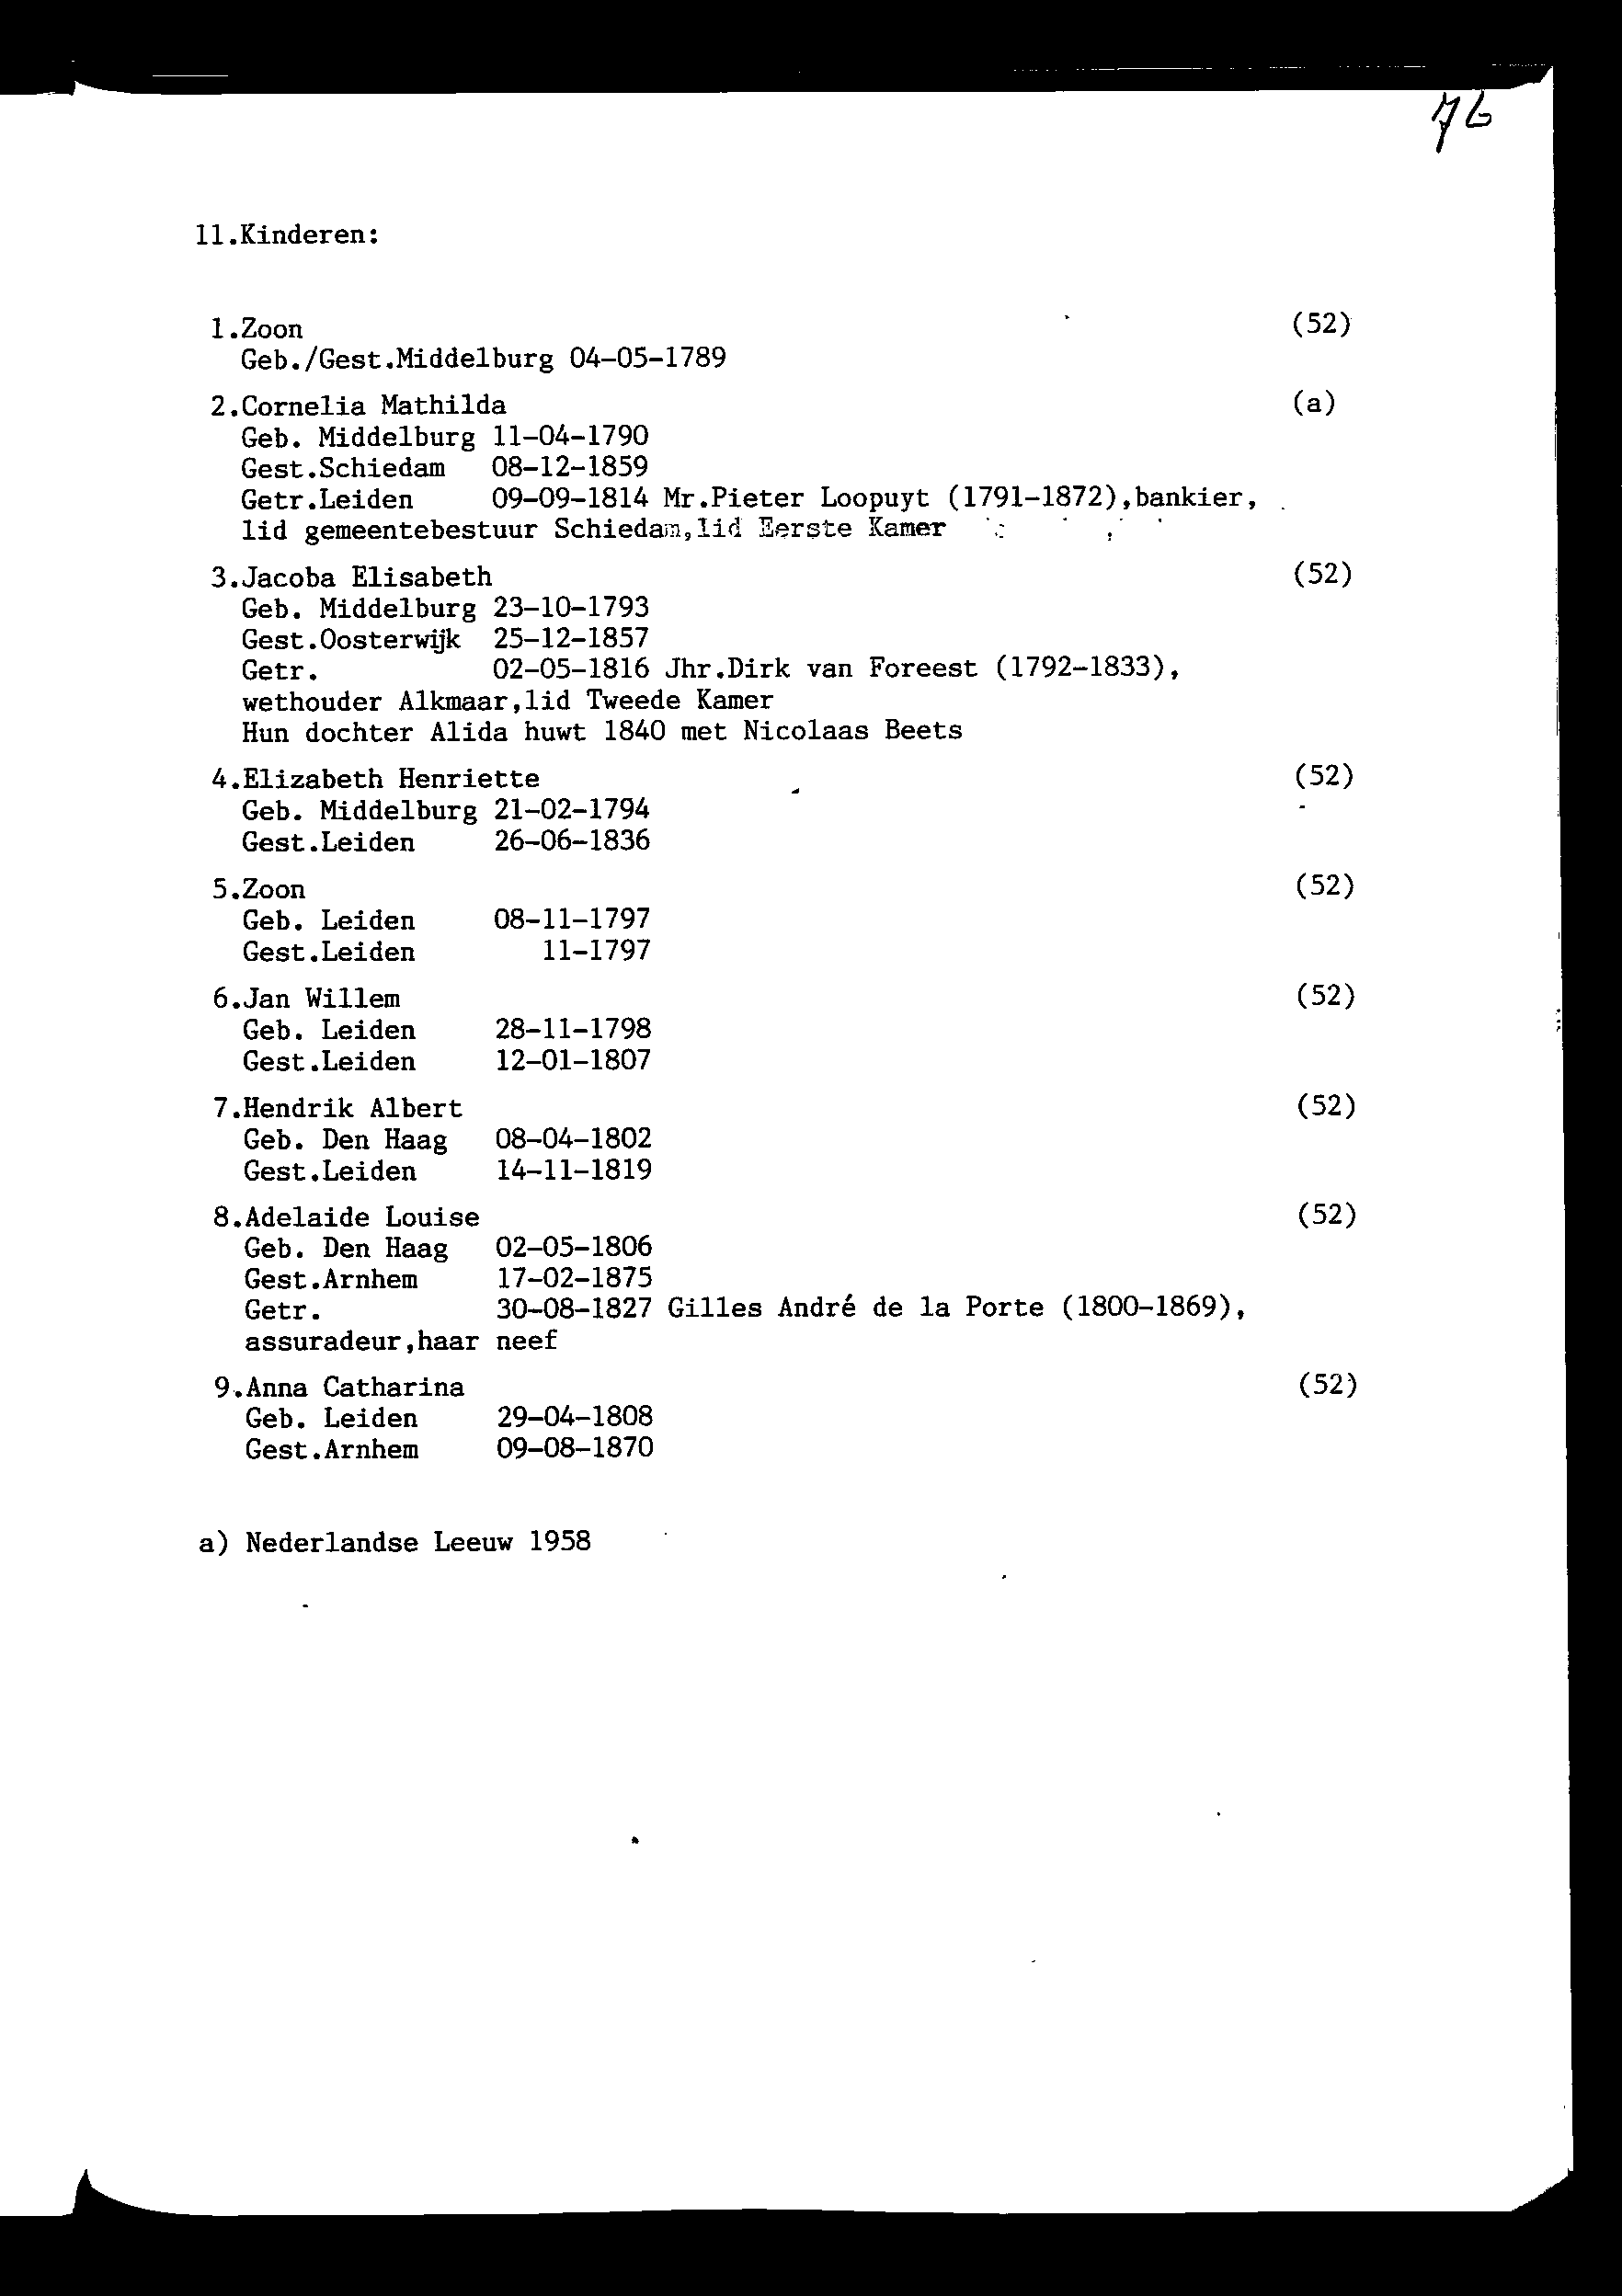 76
11.Kinderen:
1.Zoon (52)
Geb./Gest.Middelburg 04-05-1789
2.Cornelia Mathilda (a)
Geb. Middelburg 11-04-1790
Gest.Schiedam 08-12-1859
Getr.Leiden 09-09-1814 Mr.Pieter Loopuyt (1791-1872),bankier,
lid gemeentebestuur Schiedam,lid Eerste Kamer
3.Jacoba Elisabeth (52)
Geb. Middelburg 23-10-1793
Gest.Oosterwijk 25-12-1857
Getr. 02-05-1816 Jhr.Dirk van Foreest (1792-1833),
wethouder Alkmaar,lid Tweede Kamer
Hun dochter Alida huwt 1840 met Nicolaas Beets
4.Elizabeth Henriette (52)
Geb. Middelburg 21-02-1794
Gest.Leiden 26-06-1836
5.Zoon (52)
Geb. Leiden 08-11-1797
Gest.Leiden 11-1797
6.Jan Willem (52)
Geb. Leiden 28-11-1798
Gest.Leiden 12-01-1807
7.Hendrik Albert (52)
Geb. Den Haag 08-04-1802
Gest.Leiden 14-11-1819
8.Adelaide Louise (52)
Geb. Den Haag 02-05-1806
Gest.Arnhem 17-02-1875
Getr. 30-08-1827 Gilles André de la Porte (1800-1869),
assuradeur,haar neef
9.Anna Catharina (52)
Geb. Leiden 29-04-1808
Gest.Arnhem 09-08-1870
a) Nederlandse Leeuw 1958